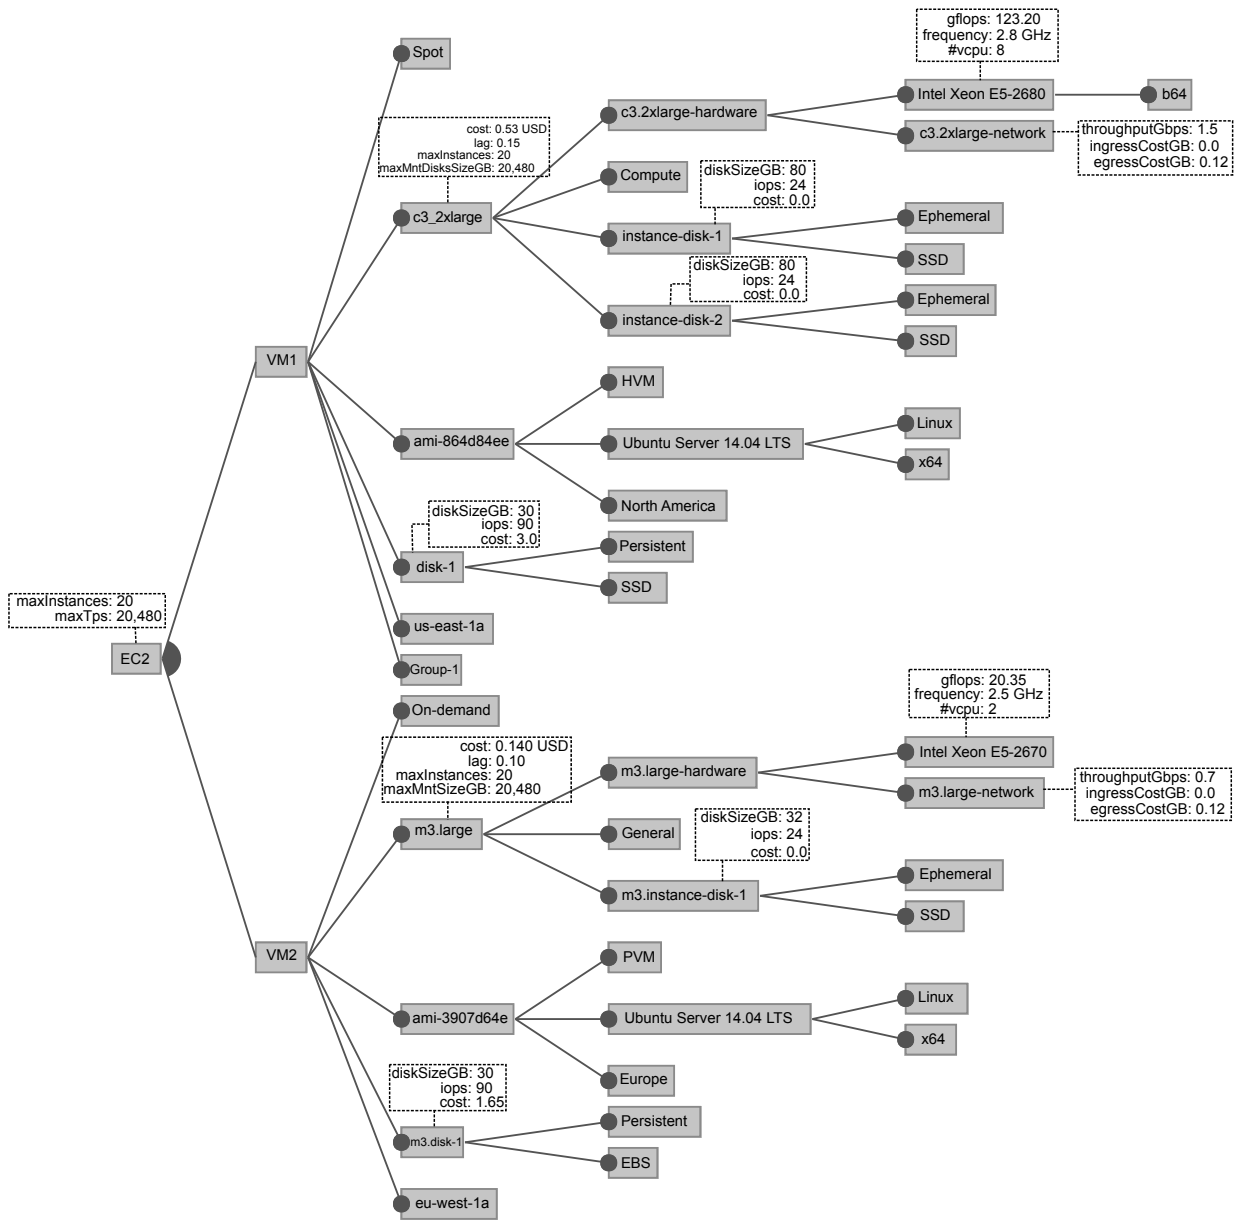 gflops: 123.20
frequency: 2.8 GHz
#vcpu: 8
Spot
Intel Xeon E5-2680
b64
c3.2xlarge-hardware
cost: 0.53 USD
lag: 0.15
maxInstances: 20
maxMntDisksSizeGB: 20,480
c3.2xlarge-network
throughputGbps: 1.5
ingressCostGB: 0.0
egressCostGB: 0.12
Compute
diskSizeGB: 80
iops: 24
cost: 0.0
c3_2xlarge
Ephemeral
instance-disk-1
SSD
diskSizeGB: 80
iops: 24
cost: 0.0
Ephemeral
instance-disk-2
SSD
VM1
HVM
Linux
ami-864d84ee
Ubuntu Server 14.04 LTS
x64
North America
diskSizeGB: 30
iops: 90
cost: 3.0
Persistent
disk-1
SSD
maxInstances: 20
maxTps: 20,480
us-east-1a
EC2
Group-1
gflops: 20.35
frequency: 2.5 GHz
#vcpu: 2
On-demand
cost: 0.140 USD
lag: 0.10
maxInstances: 20
maxMntSizeGB: 20,480
Intel Xeon E5-2670
m3.large-hardware
m3.large-network
throughputGbps: 0.7
ingressCostGB: 0.0
egressCostGB: 0.12
diskSizeGB: 32
iops: 24
cost: 0.0
m3.large
General
Ephemeral
m3.instance-disk-1
SSD
VM2
PVM
Linux
ami-3907d64e
Ubuntu Server 14.04 LTS
x64
diskSizeGB: 30
iops: 90
cost: 1.65
Europe
Persistent
m3.disk-1
EBS
eu-west-1a